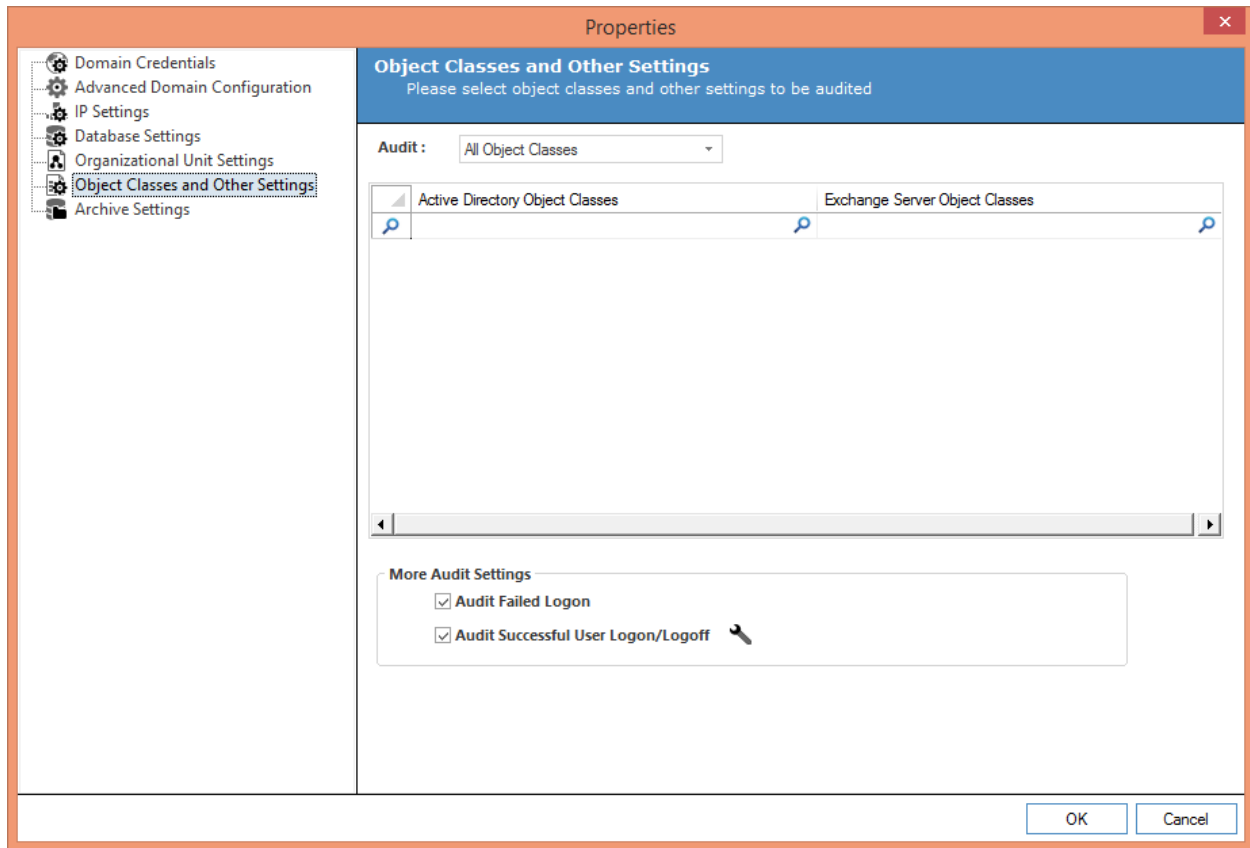 Properties
Domain Credentials
Advanced Domain Configuration
IP Settings
Database Settings
Organizational Unit Settings
Object Classes and Other Settings
Archive Settings
Object Classes and Other Settings
Please select object classes and other settings to be audited
Audit :
All Object Classes
Active Directory Object Classes
Exchange Server Object Classes
More Audit Settings
Audit Failed Logon
Audit Successful User Logon/Logoff
OK
Cancel